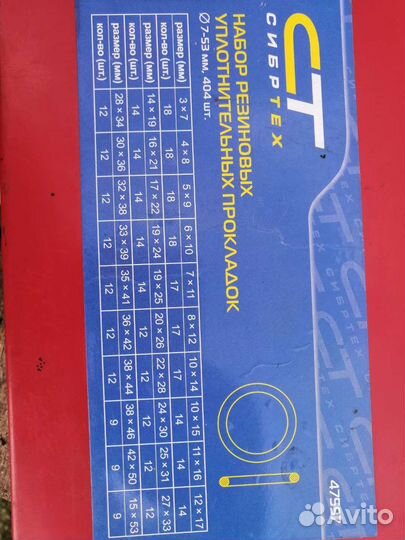 СТ
СИБРТЕХ
НАБОР РЕЗИНОВЫХ
УПЛОТНИТЕЛЬНЫХ ПРОКЛАДОК
Ø 7-53 мм, 404 шт.
размер (мм) 3×7 4×8 5×9 6×10 7×11 8×12 10×14 10×15 11×16 12×17
кол-во (шт.) 18 18 18 18 17 17 17 14 14 14
размер (мм) 14×19 16×21 17×22 19×24 19×25 20×26 22×28 24×30 25×31 27×33
кол-во (шт.) 14 14 14 14 14 12 12 12 12 12
размер (мм) 28×34 30×36 32×38 33×39 35×41 36×42 38×44 38×46 42×50 15×53
кол-во (шт.) 12 12 12 12 12 12 12 9 9 9
СИБРТЕХ
Avito